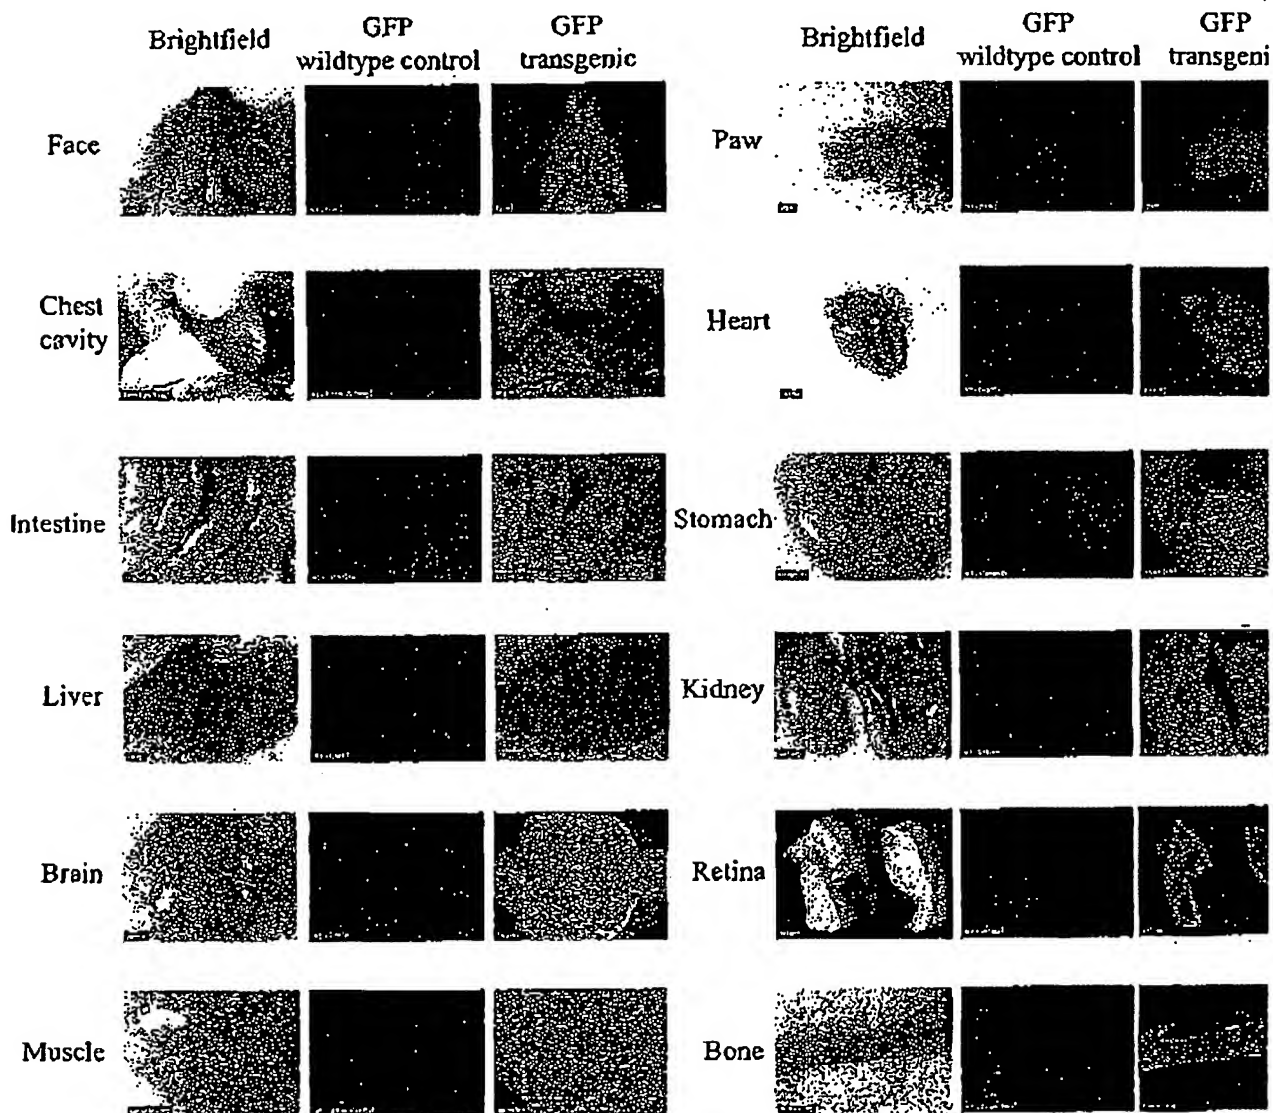 Brightfield
GFP
wildtype control
GFP
transgenic
Brightfield
GFP
wildtype control
GFP
transgeni
Face
Paw
Chest
cavity
Heart
Intestine
Stomach
Liver
Kidney
Brain
Retina
Muscle
Bone